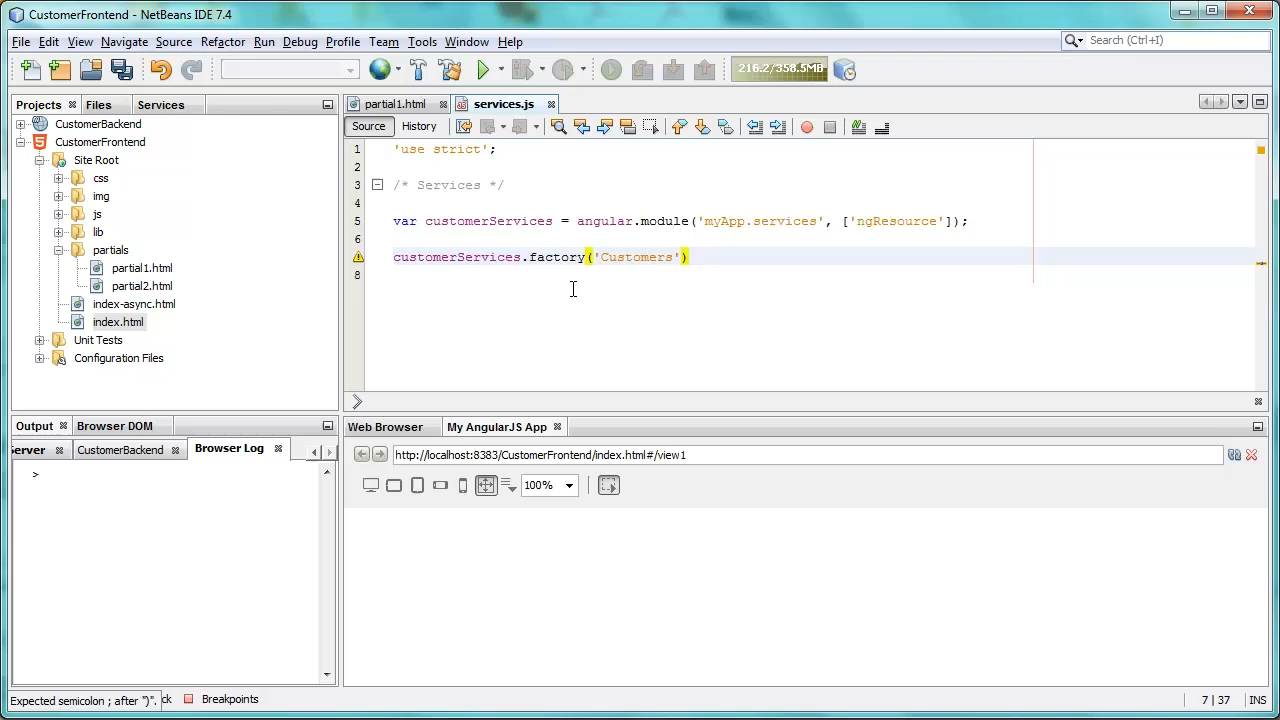 CustomerFrontend - NetBeans IDE 7.4
File Edit View Navigate Source Refactor Run Debug Profile Team Tools Window Help
Search (Ctrl+I)
216.2/358.5MB
Projects Files Services
CustomerBackend
CustomerFrontend
Site Root
css
img
js
lib
partials
partial1.html
partial2.html
index-async.html
index.html
Unit Tests
Configuration Files
partial1.html services.js
Source History
1 'use strict';
2
3 /* Services */
4
5 var customerServices = angular.module('myApp.services', ['ngResource']);
6
customerServices.factory('Customers')
8
Output Browser DOM
erver CustomerBackend Browser Log
>
Web Browser My AngularJS App
http://localhost:8383/CustomerFrontend/index.html#/view1
100%
Expected semicolon ; after ")". ck Breakpoints
7 | 37 INS